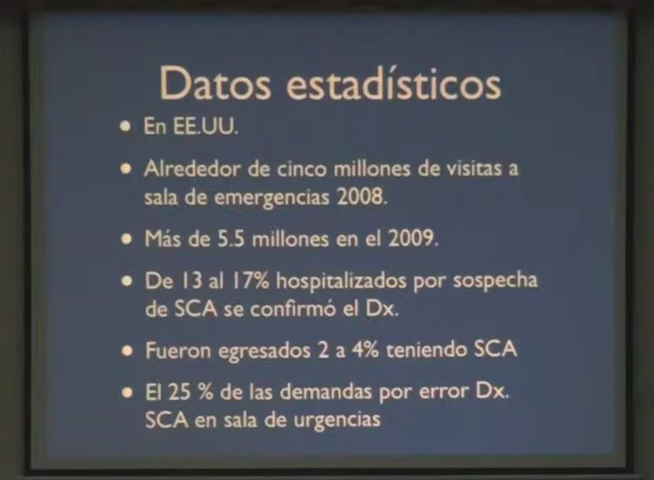 Datos estadísticos
• En EE.UU.
• Alrededor de cinco millones de visitas a
sala de emergencias 2008.
• Más de 5.5 millones en el 2009.
• De 13 al 17% hospitalizados por sospecha
de SCA se confirmó el Dx.
• Fueron egresados 2 a 4% teniendo SCA
• El 25 % de las demandas por error Dx.
SCA en sala de urgencias